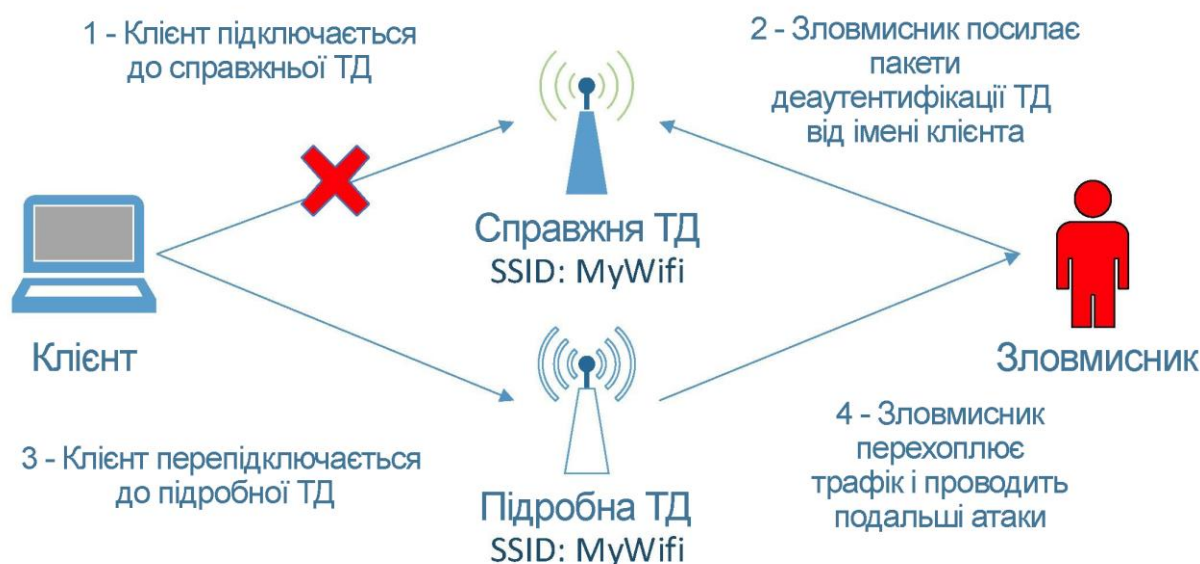 1 - Клієнт підключається
до справжньої ТД
2 - Зловмисник посилає
пакети
деаутентифікації ТД
від імені клієнта
Справжня ТД
SSID: MyWifi
Клієнт
Зловмисник
3 - Клієнт перепідключається
до підробної ТД
Підробна ТД
SSID: MyWifi
4 - Зловмисник
перехоплює
трафік і проводить
подальші атаки